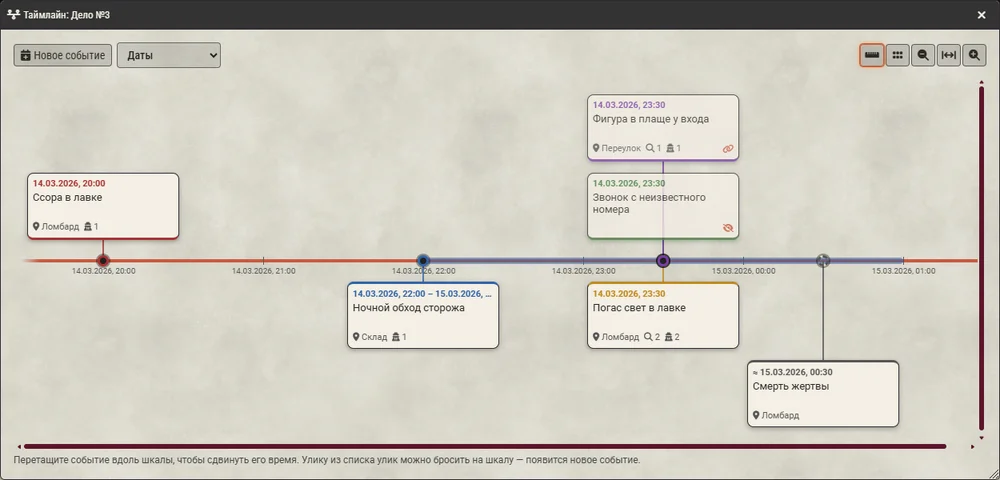 Таймлайн: Дело №3
Новое событие
Даты
14.03.2026, 23:30
Фигура в плаще у входа
Переулок 1 1
14.03.2026, 20:00
Ссора в лавке
Ломбард 1
14.03.2026, 23:30
Звонок с неизвестного
номера
14.03.2026, 20:00
14.03.2026, 21:00
14.03.2026, 22:00
14.03.2026, 23:00
15.03.2026, 00:00
15.03.2026, 01:00
14.03.2026, 22:00 – 15.03.2026, ...
Ночной обход сторожа
Склад 1
14.03.2026, 23:30
Погас свет в лавке
Ломбард 2 2
≈ 15.03.2026, 00:30
Смерть жертвы
Ломбард
Перетащите событие вдоль шкалы, чтобы сдвинуть его время. Улику из списка улик можно бросить на шкалу — появится новое событие.